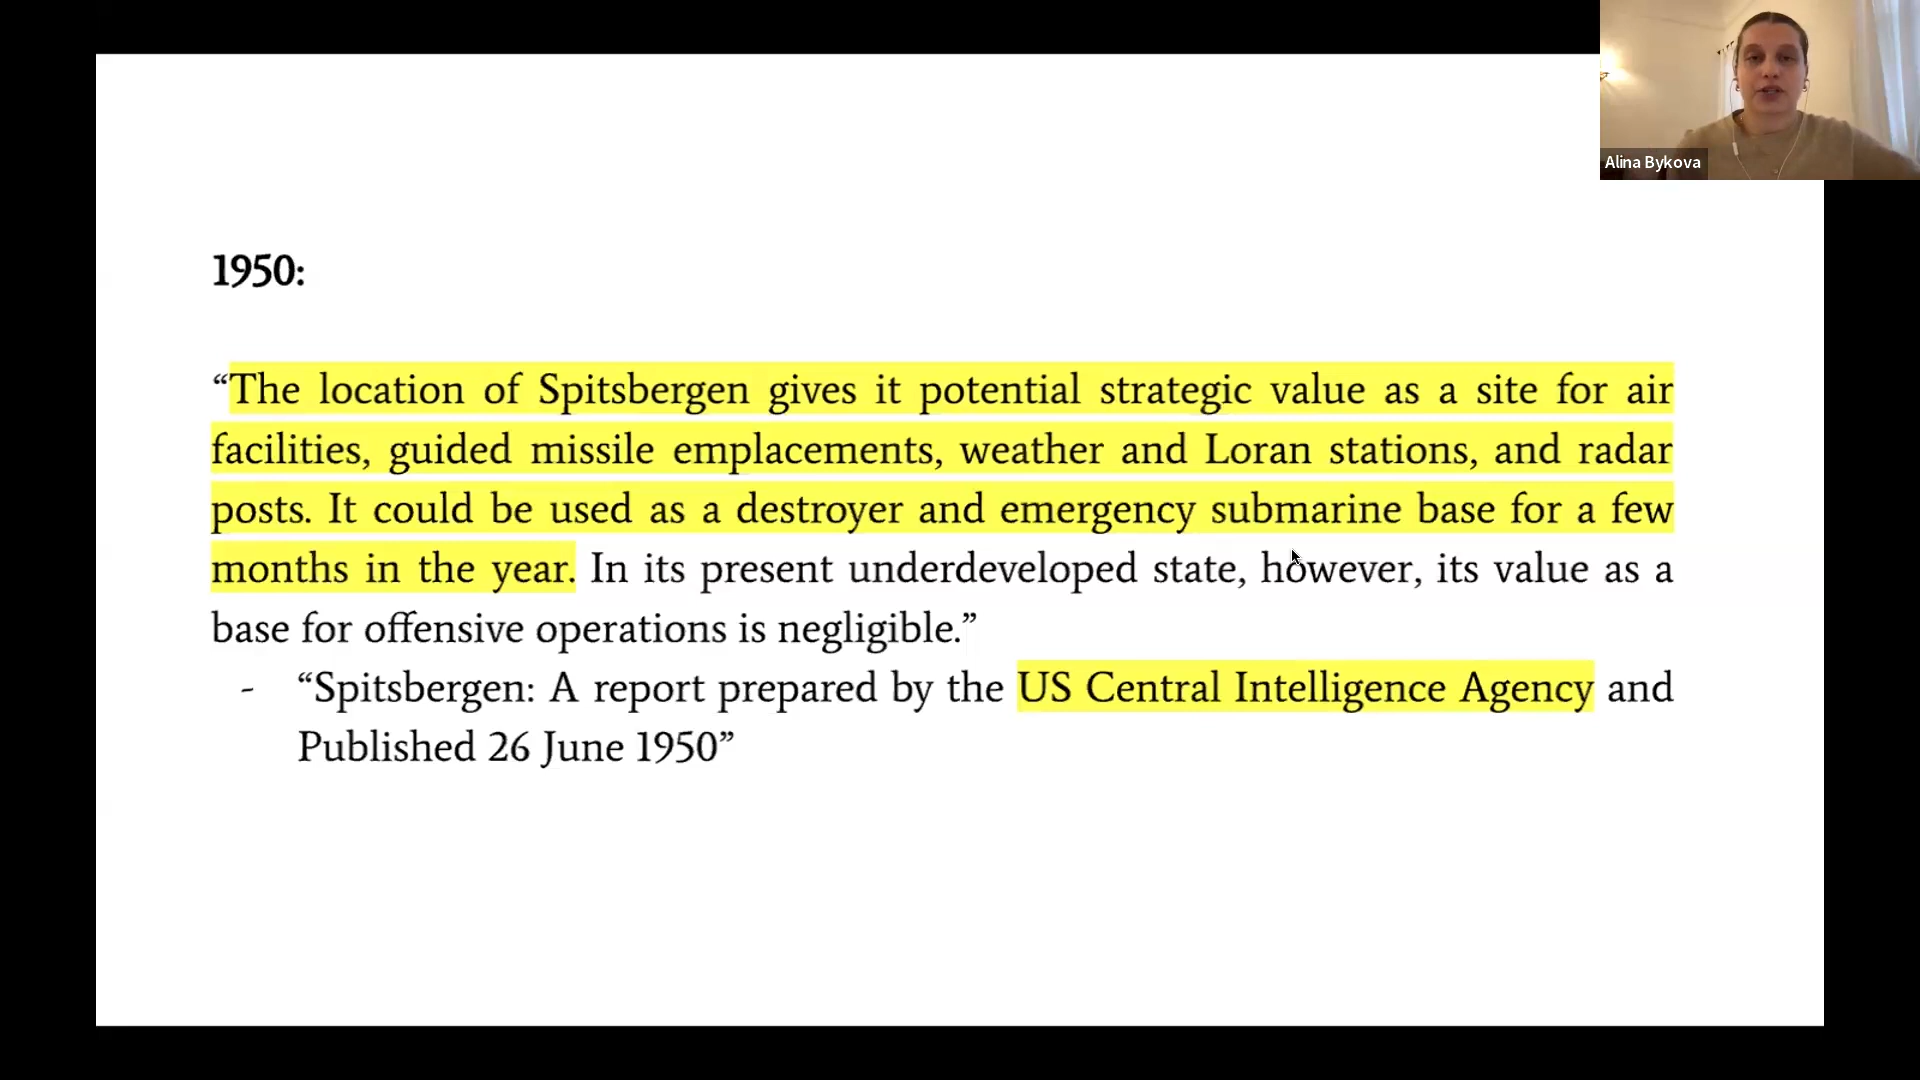 Alina Bykova
1950:
“The location of Spitsbergen gives it potential strategic value as a site for air
facilities, guided missile emplacements, weather and Loran stations, and radar
posts. It could be used as a destroyer and emergency submarine base for a few
months in the year. In its present underdeveloped state, however, its value as a
base for offensive operations is negligible.”
- “Spitsbergen: A report prepared by the US Central Intelligence Agency and
Published 26 June 1950”